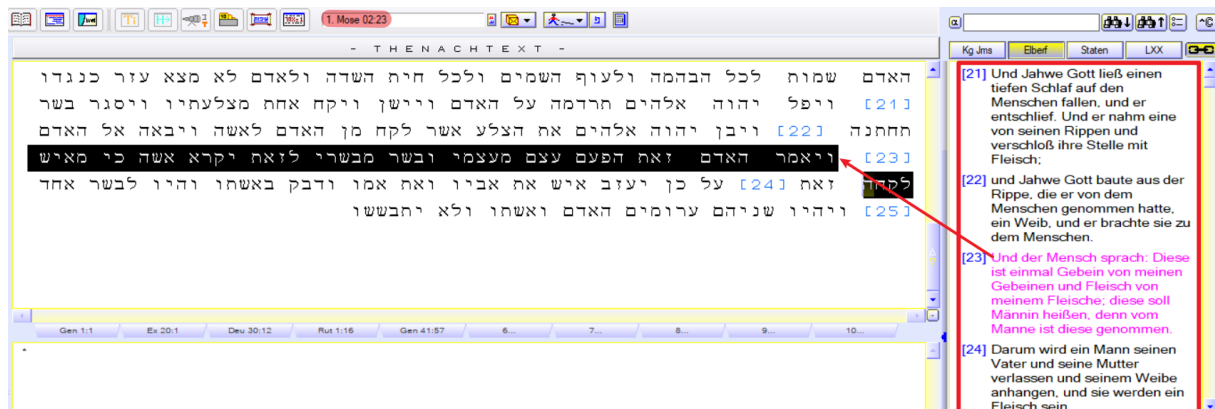 1. Mose 02:23
- THENACHTEXT -
האדם שמות לכל הבהמה ולעוף השמים ולכל חית השדה ולאדם לא מצא עזר כנגדו
[21] ויפל יהוה אלהים תרדמה על האדם ויישן ויקח אחת מצלעתיו ויסגר בשר
תחתנה [22] ויבן יהוה אלהים את הצלע אשר לקח מן האדם לאשה ויבאה אל האדם
[23] ויאמר האדם זאת הפעם עצם מעצמי ובשר מבשרי לזאת יקרא אשה כי מאיש
לקחה זאת [24] על כן יעזב איש את אביו ואת אמו ודבק באשתו והיו לבשר אחד
[25] ויהיו שניהם ערומים האדם ואשתו ולא יתבששו
Gen 1:1 Ex 20:1 Deu 30:12 Rut 1:16 Gen 41:57 6... 7... 8... 9... 10...
Kg Jms Elberf Staten LXX
[21] Und Jahwe Gott ließ einen
tiefen Schlaf auf den
Menschen fallen, und er
entschlief. Und er nahm eine
von seinen Rippen und
verschloß ihre Stelle mit
Fleisch;
[22] und Jahwe Gott baute aus der
Rippe, die er von dem
Menschen genommen hatte,
ein Weib, und er brachte sie zu
dem Menschen.
[23] Und der Mensch sprach: Diese
ist einmal Gebein von meinen
Gebeinen und Fleisch von
meinem Fleische; diese soll
Männin heißen, denn vom
Manne ist diese genommen.
[24] Darum wird ein Mann seinen
Vater und seine Mutter
verlassen und seinem Weibe
anhangen, und sie werden ein
Fleisch sein